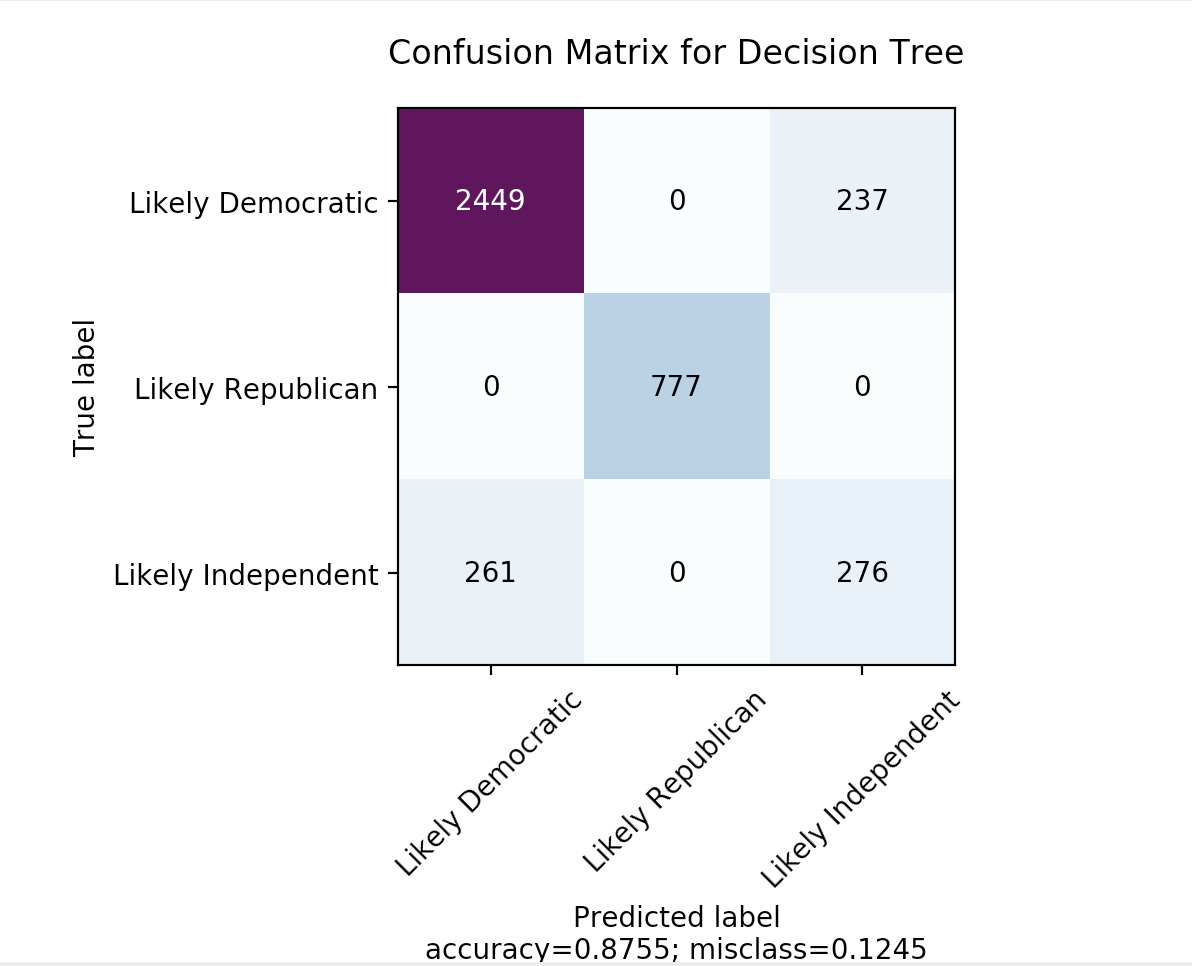 Confusion Matrix for Decision Tree
Likely Democratic
2449 0 237
Likely Republican
0 777 0
Likely Independent
261 0 276
True label
Likely Democratic
Likely Republican
Likely Independent
Predicted label
accuracy=0.8755; misclass=0.1245